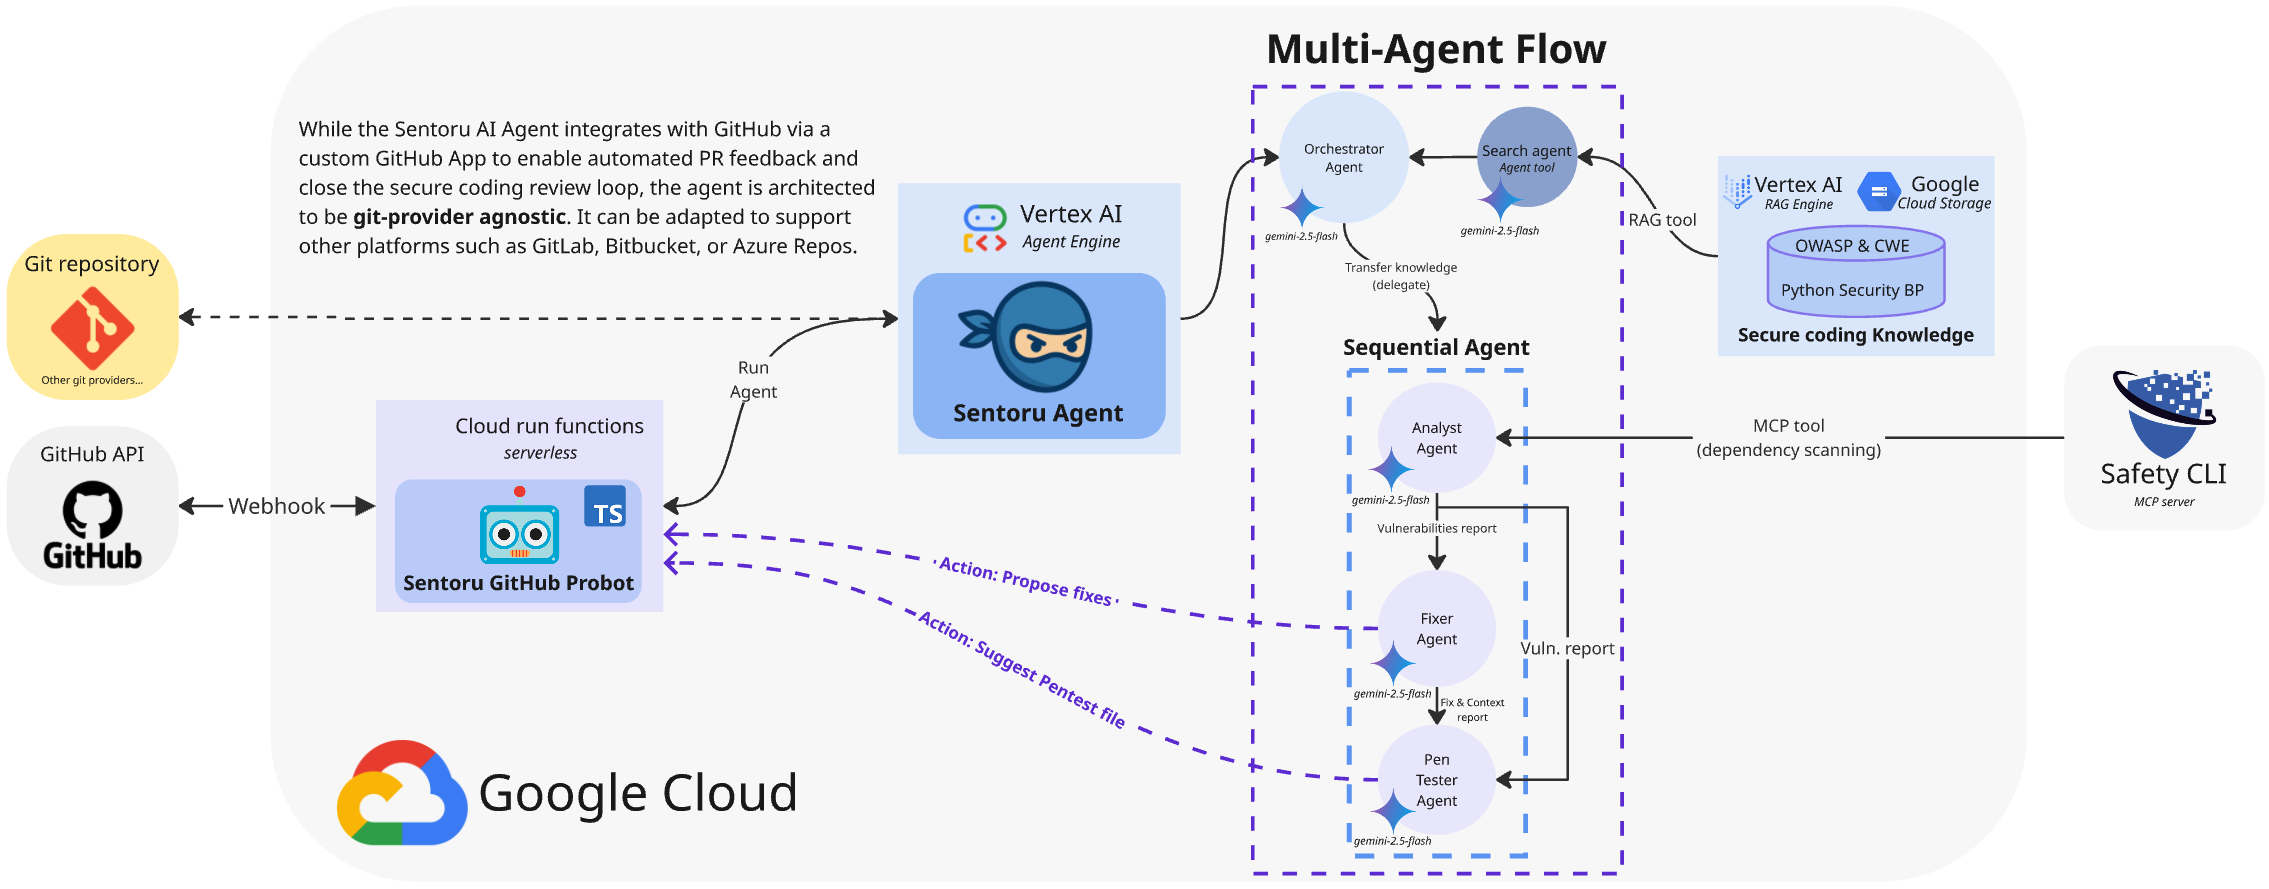 Multi-Agent Flow
While the Sentoru AI Agent integrates with GitHub via a
custom GitHub App to enable automated PR feedback and
close the secure coding review loop, the agent is architected
to be git-provider agnostic. It can be adapted to support
other platforms such as GitLab, Bitbucket, or Azure Repos.
Git repository
Other git providers...
GitHub API
GitHub
Webhook
Cloud run functions
serverless
TS
Sentoru GitHub Probot
Run
Agent
Vertex AI
Agent Engine
Sentoru Agent
Orchestrator
Agent
gemini-2.5-flash
Search agent
Agent tool
gemini-2.5-flash
RAG tool
Vertex AI
RAG Engine
Google
Cloud Storage
OWASP & CWE
Python Security BP
Secure coding Knowledge
Transfer knowledge
(delegate)
Sequential Agent
Analyst
Agent
gemini-2.5-flash
MCP tool
(dependency scanning)
Safety CLI
MCP server
Vulnerabilities report
Fixer
Agent
gemini-2.5-flash
Vuln. report
Fix & Context
report
Pen
Tester
Agent
gemini-2.5-flash
Action: Propose fixes
Action: Suggest Pentest file
Google Cloud